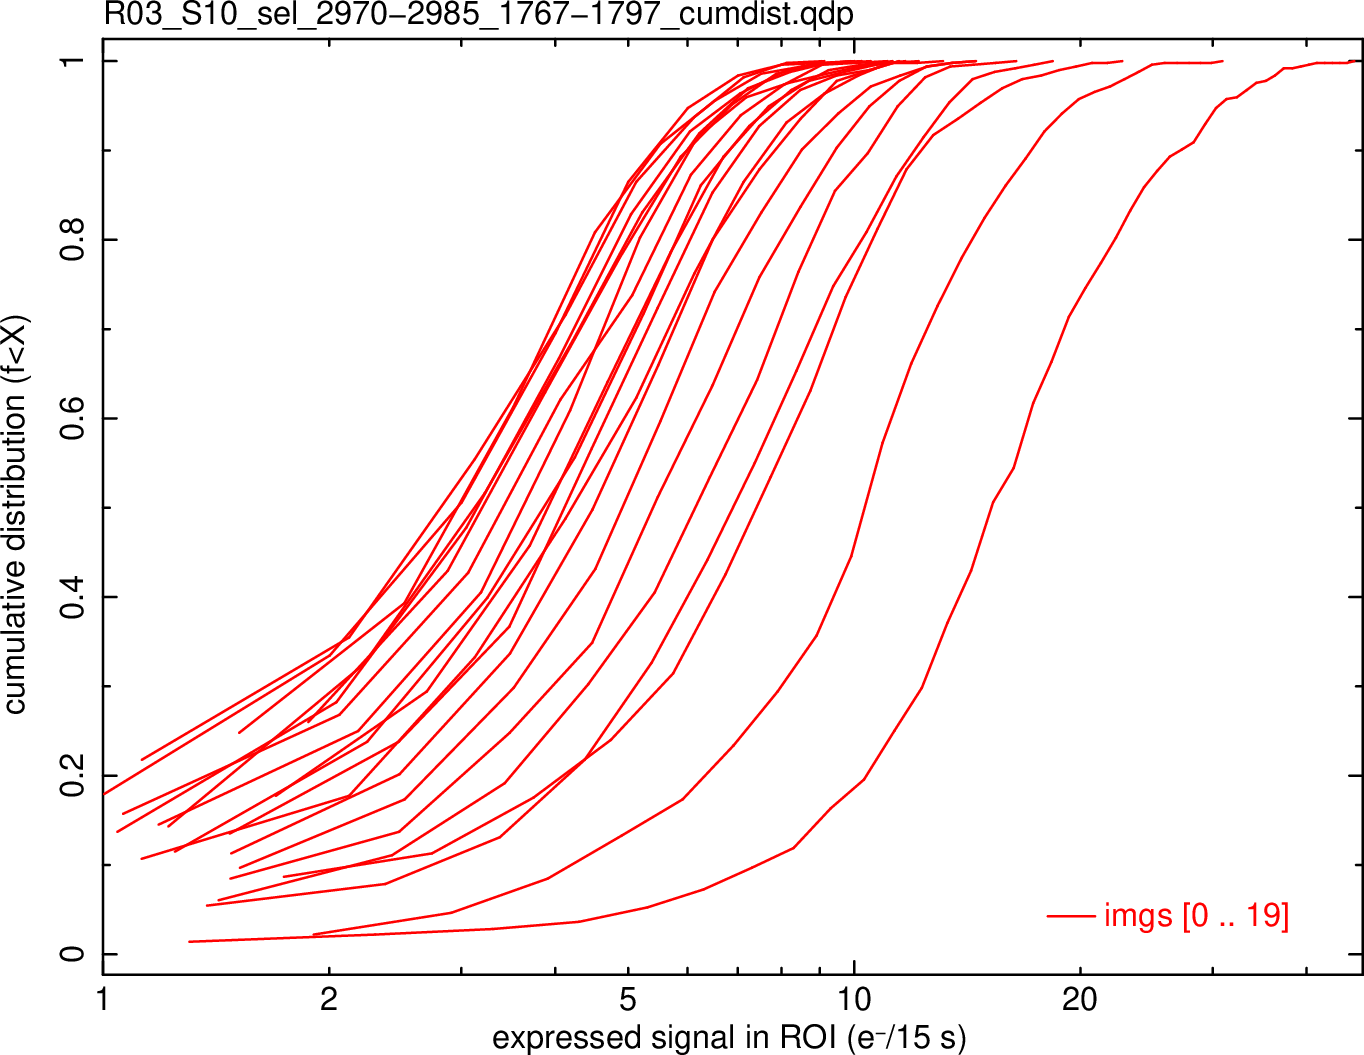 R03_S10_sel_2970−2985_1767−1797_cumdist.qdp
cumulative distribution (f<X)
1
0.8
0.6
0.4
0.2
0
imgs [0 .. 19]
1 2 5 10 20
expressed signal in ROI (e⁻/15 s)